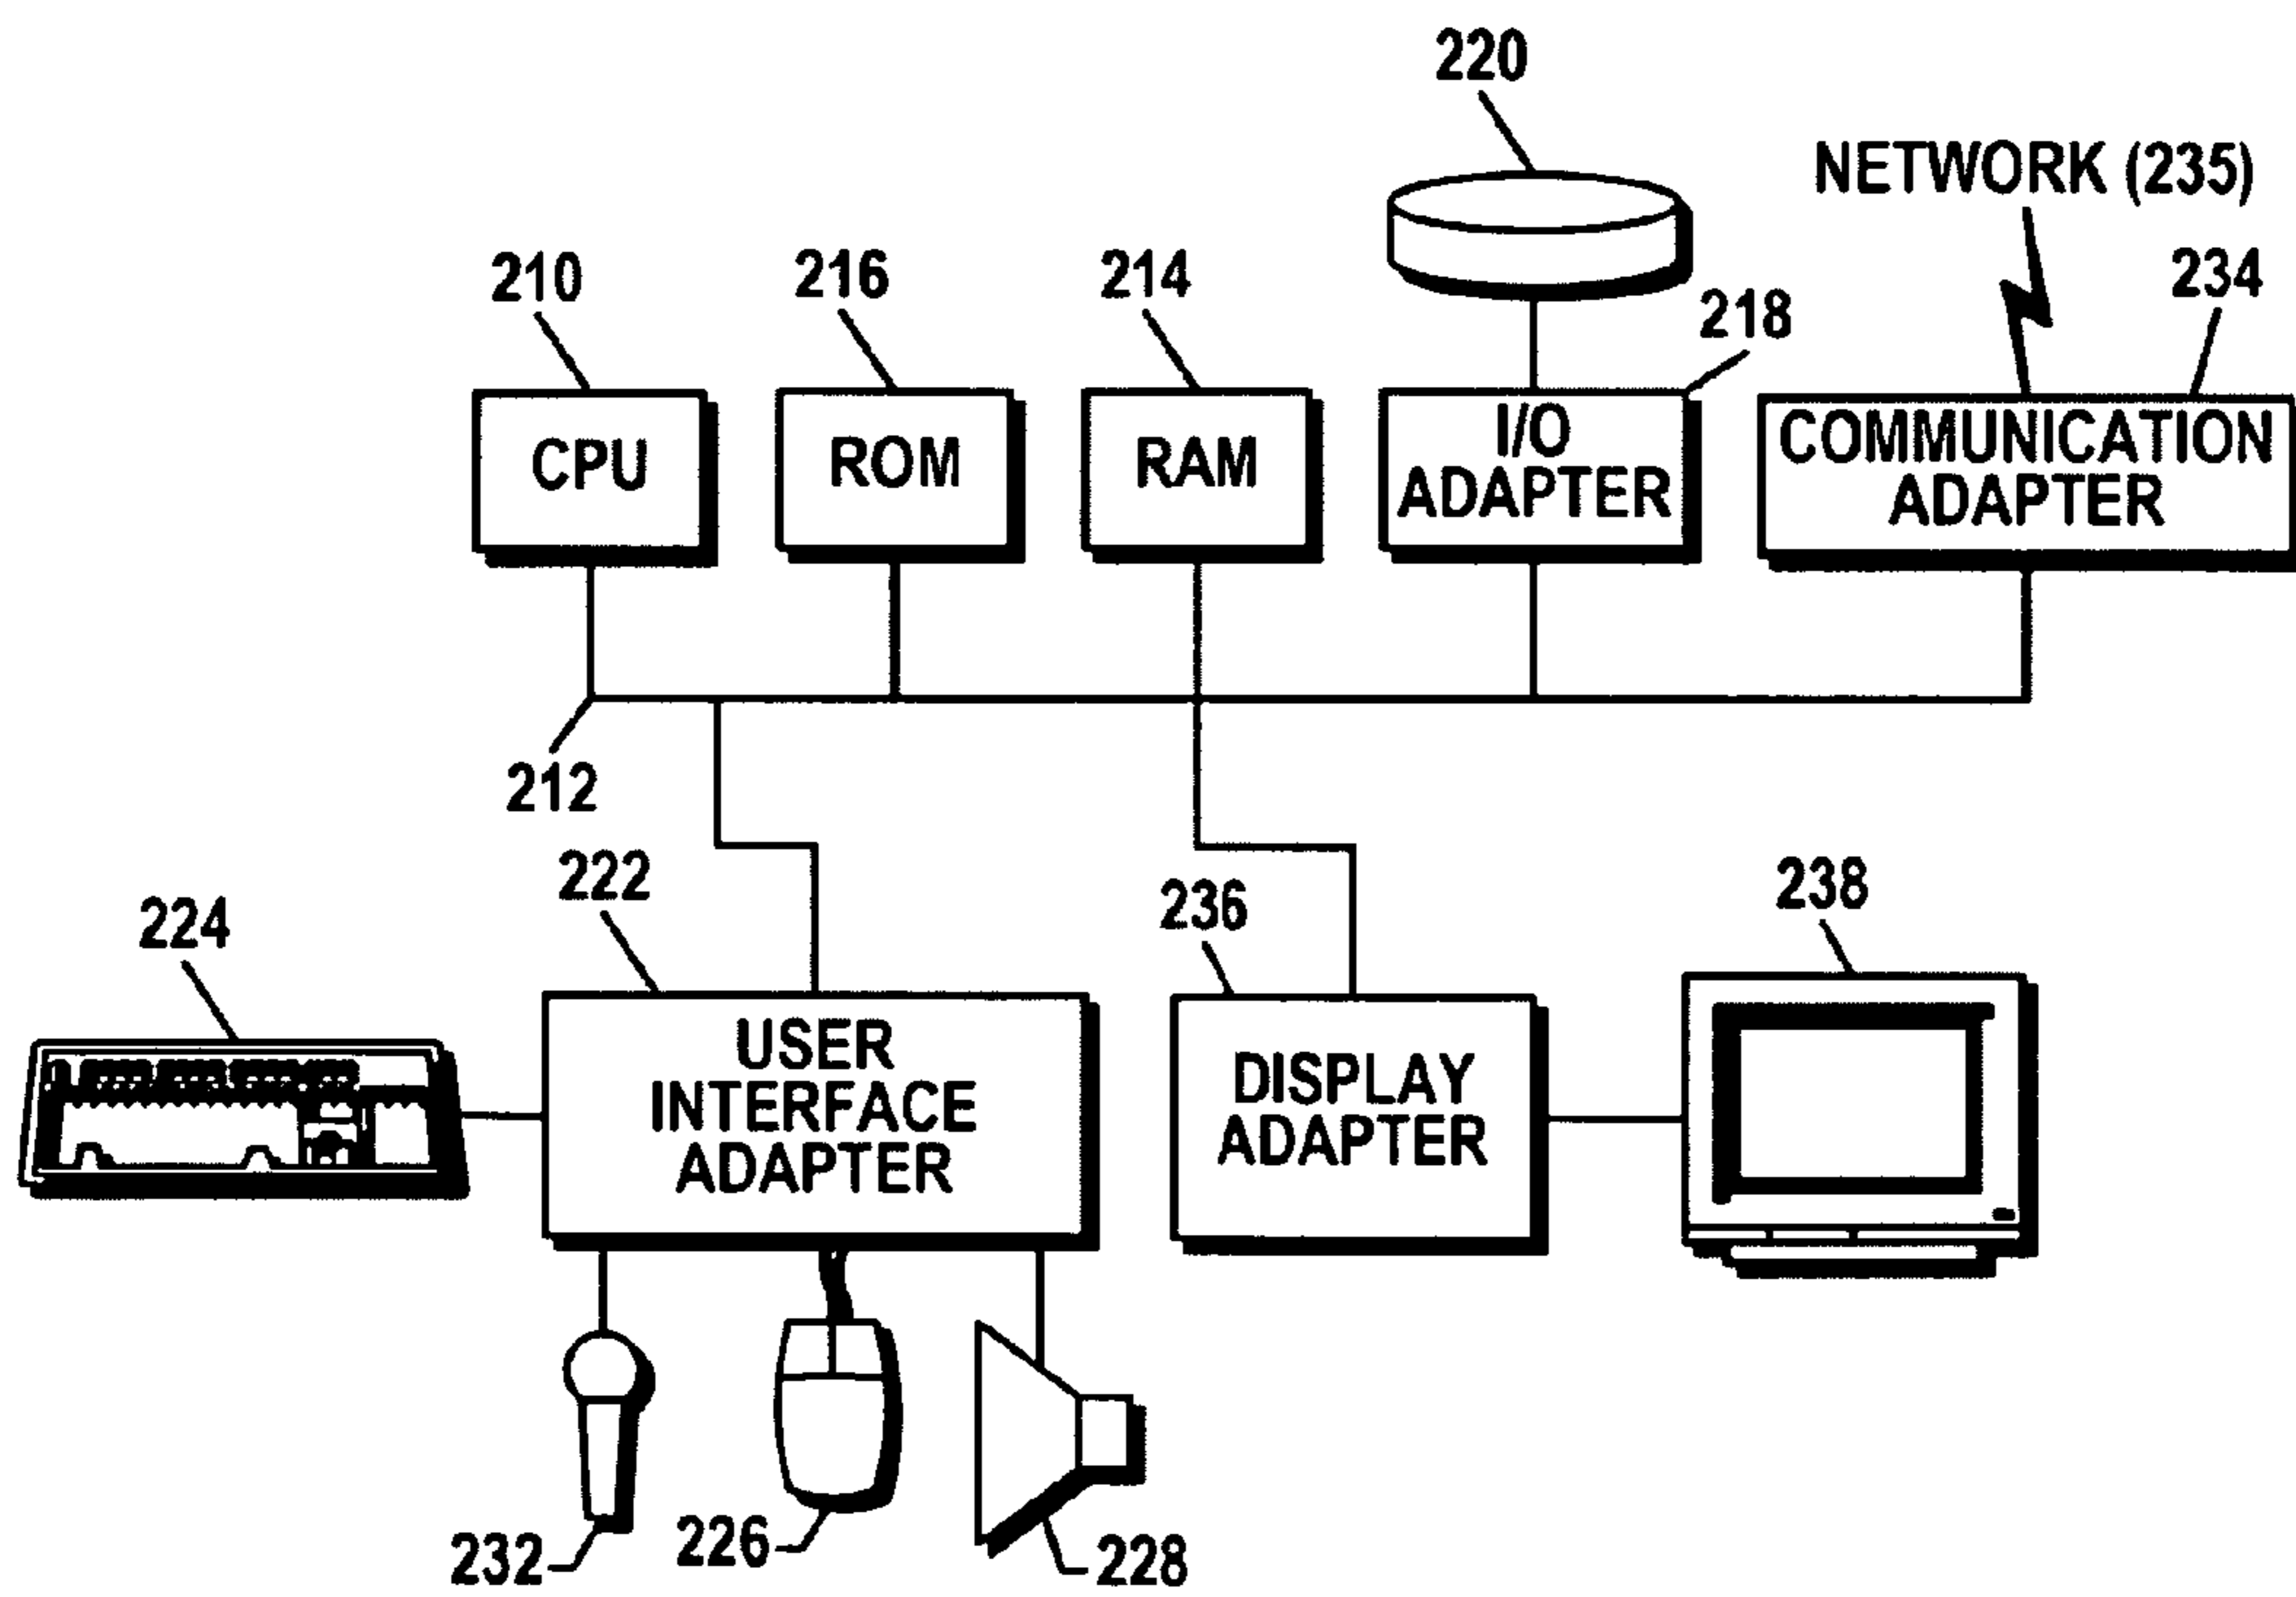 220
NETWORK (235)
210
216
214
218
234
CPU
ROM
RAM
I/O
ADAPTER
COMMUNICATION
ADAPTER
212
222
224
236
238
USER
INTERFACE
ADAPTER
DISPLAY
ADAPTER
232
226
228